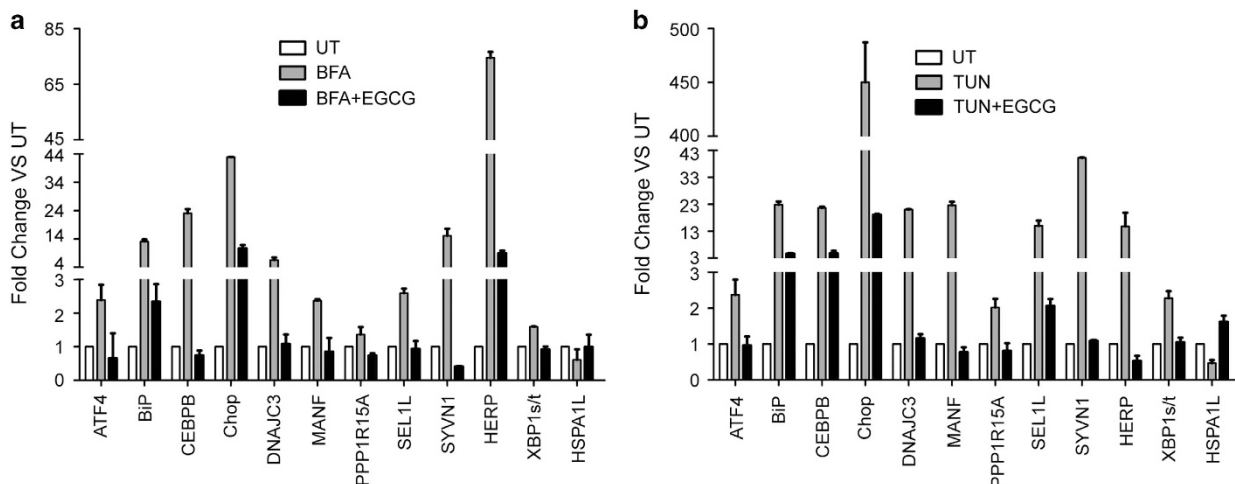 a
Fold Change VS UT
85
65
45
44
24
14
4
3
2
1
0
UT
BFA
BFA+EGCG
ATF4
BiP
CEBPB
Chop
DNAJC3
MANF
PPP1R15A
SEL1L
SYVN1
HERP
XBP1s/t
HSPA1L
b
Fold Change VS UT
500
450
400
43
33
23
13
3
2
1
0
UT
TUN
TUN+EGCG
ATF4
BiP
CEBPB
Chop
DNAJC3
MANF
PPP1R15A
SEL1L
SYVN1
HERP
XBP1s/t
HSPA1L